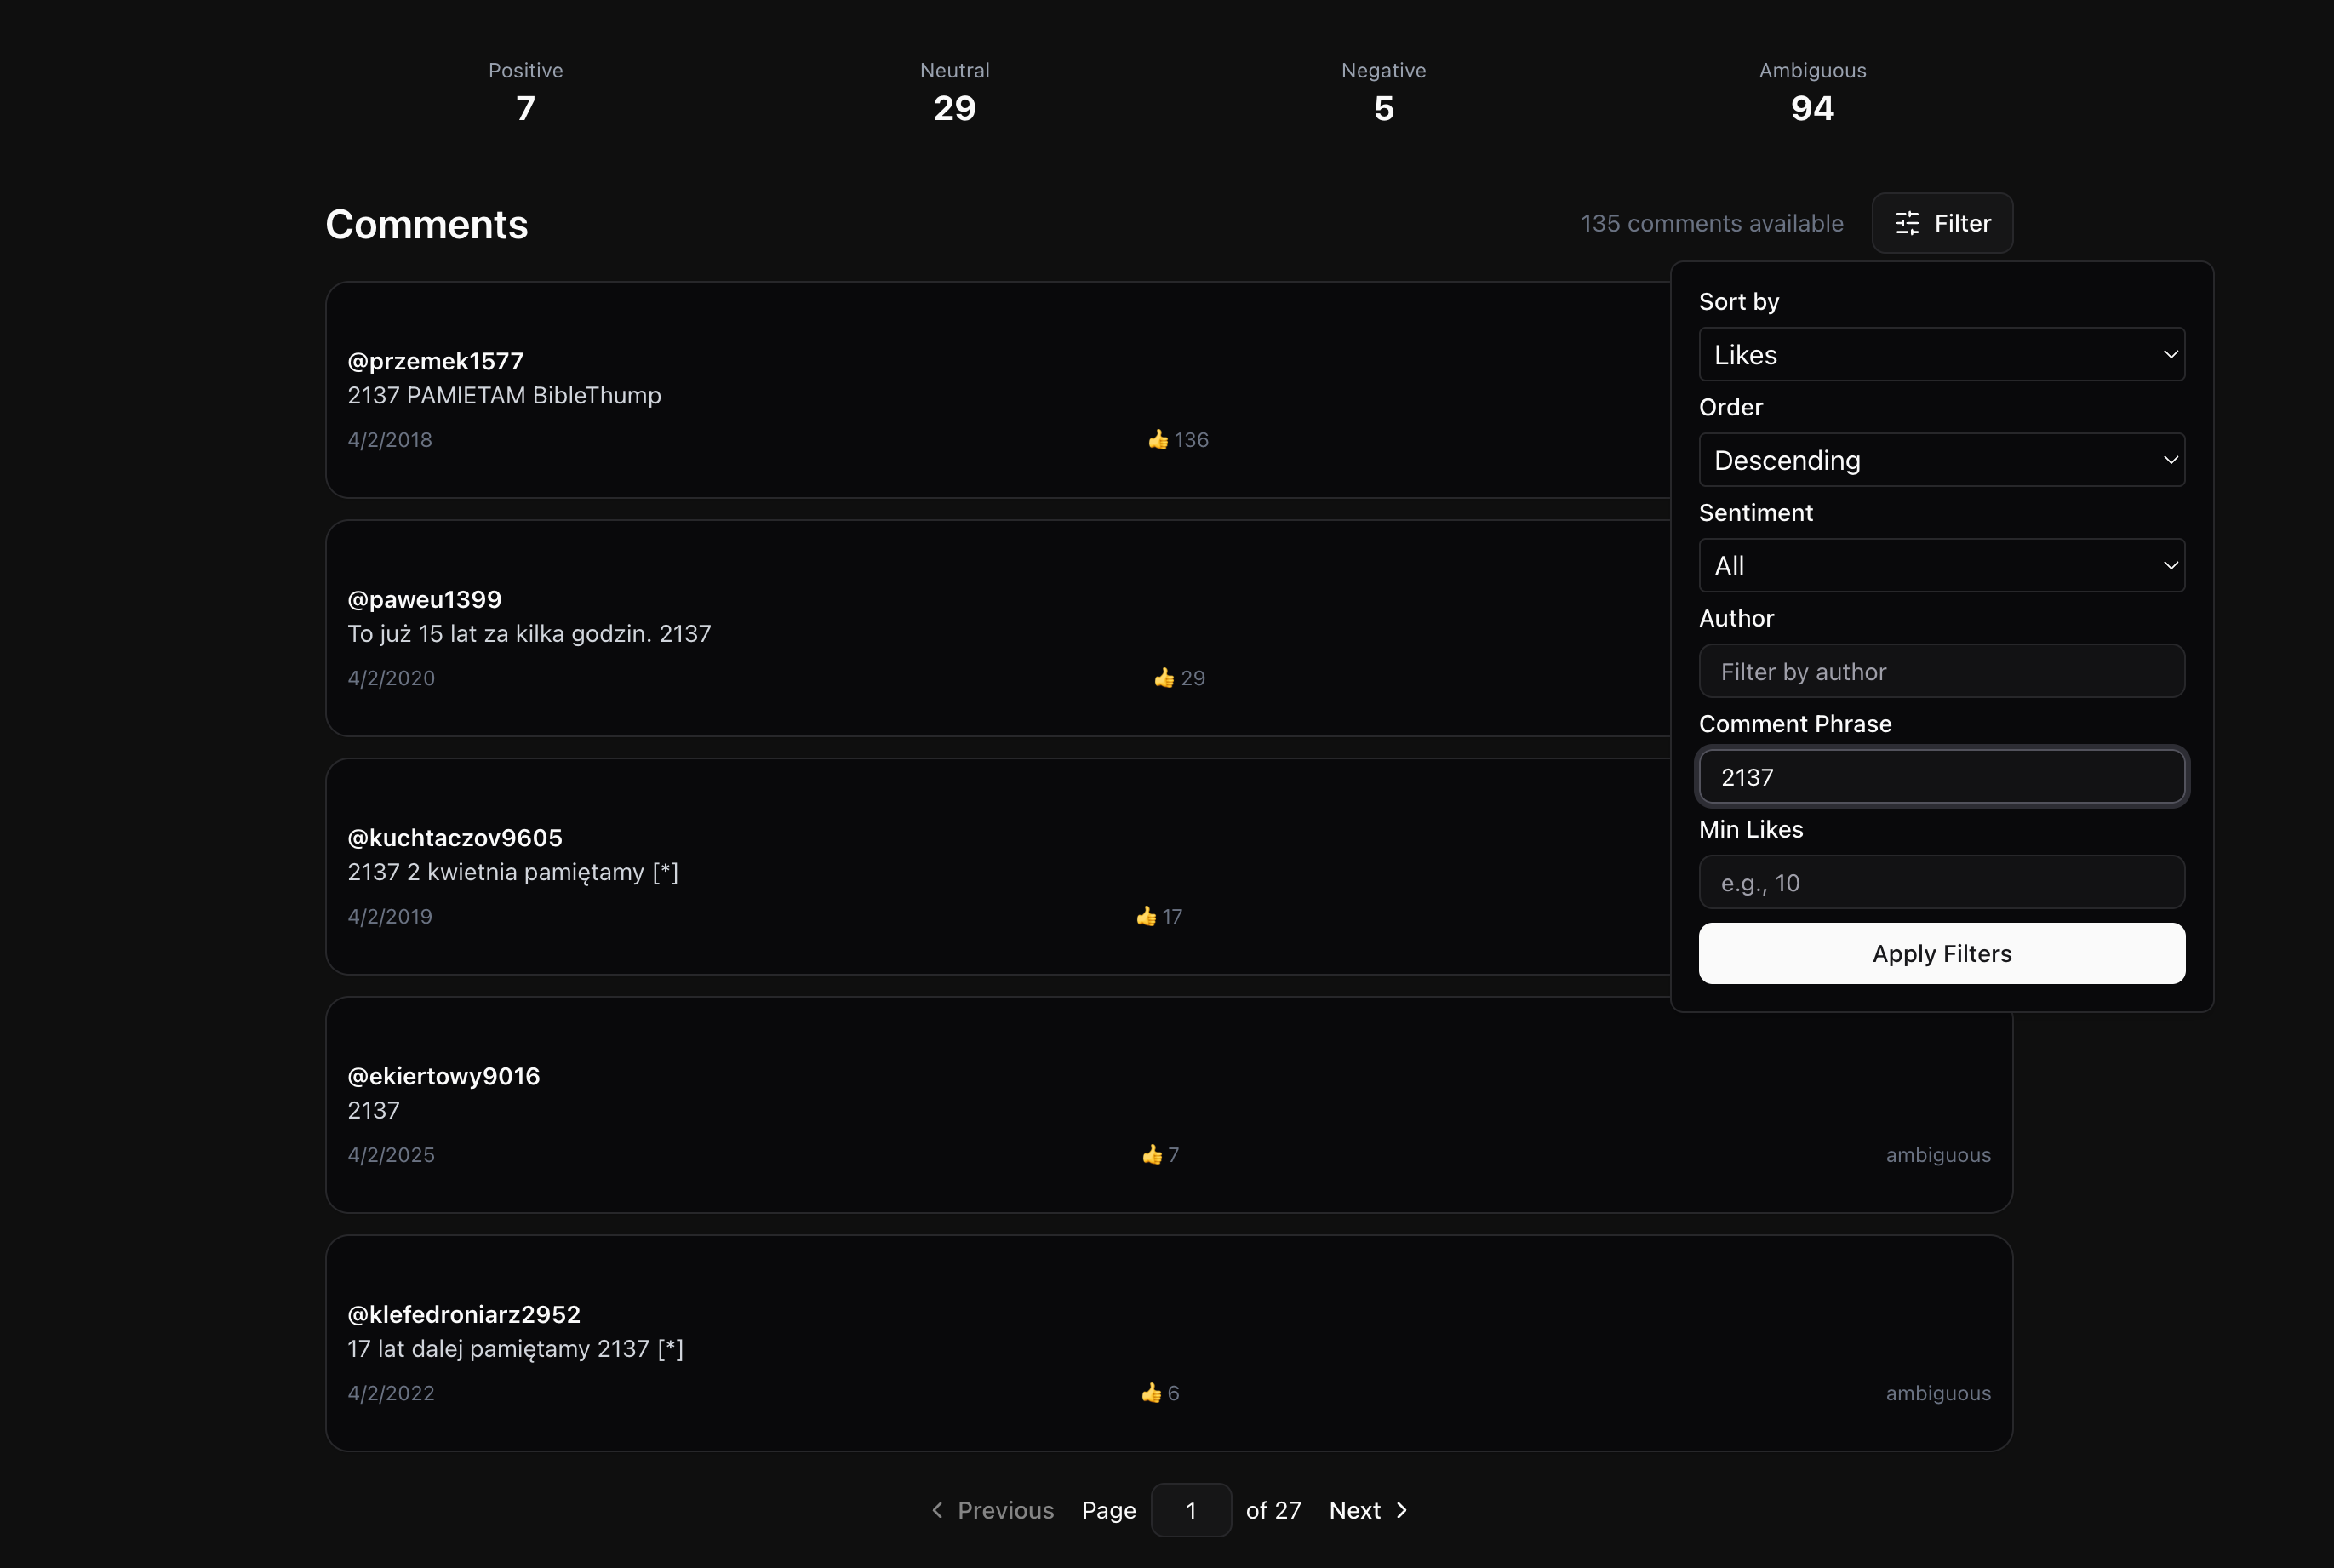 Positive
7
Neutral
29
Negative
5
Ambiguous
94
Comments
135 comments available
Filter
@przemek1577
2137 PAMIETAM BibleThump
4/2/2018
👍 136
@paweu1399
To już 15 lat za kilka godzin. 2137
4/2/2020
👍 29
@kuchtaczov9605
2137 2 kwietnia pamiętamy [*]
4/2/2019
👍 17
@ekiertowy9016
2137
4/2/2025
👍 7
ambiguous
@klefedroniarz2952
17 lat dalej pamiętamy 2137 [*]
4/2/2022
👍 6
ambiguous
Sort by
Likes
Order
Descending
Sentiment
All
Author
Filter by author
Comment Phrase
2137
Min Likes
e.g., 10
Apply Filters
Previous Page 1 of 27 Next